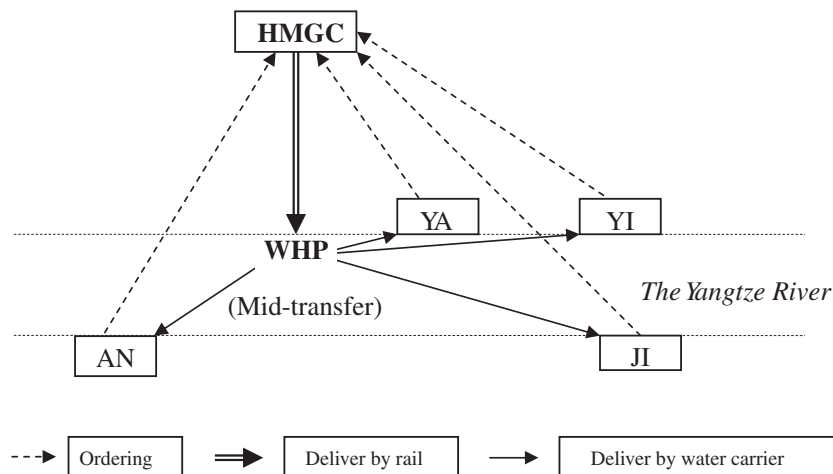 HMGC
YA
YI
WHP
The Yangtze River
(Mid-transfer)
AN
JI
Ordering
Deliver by rail
Deliver by water carrier